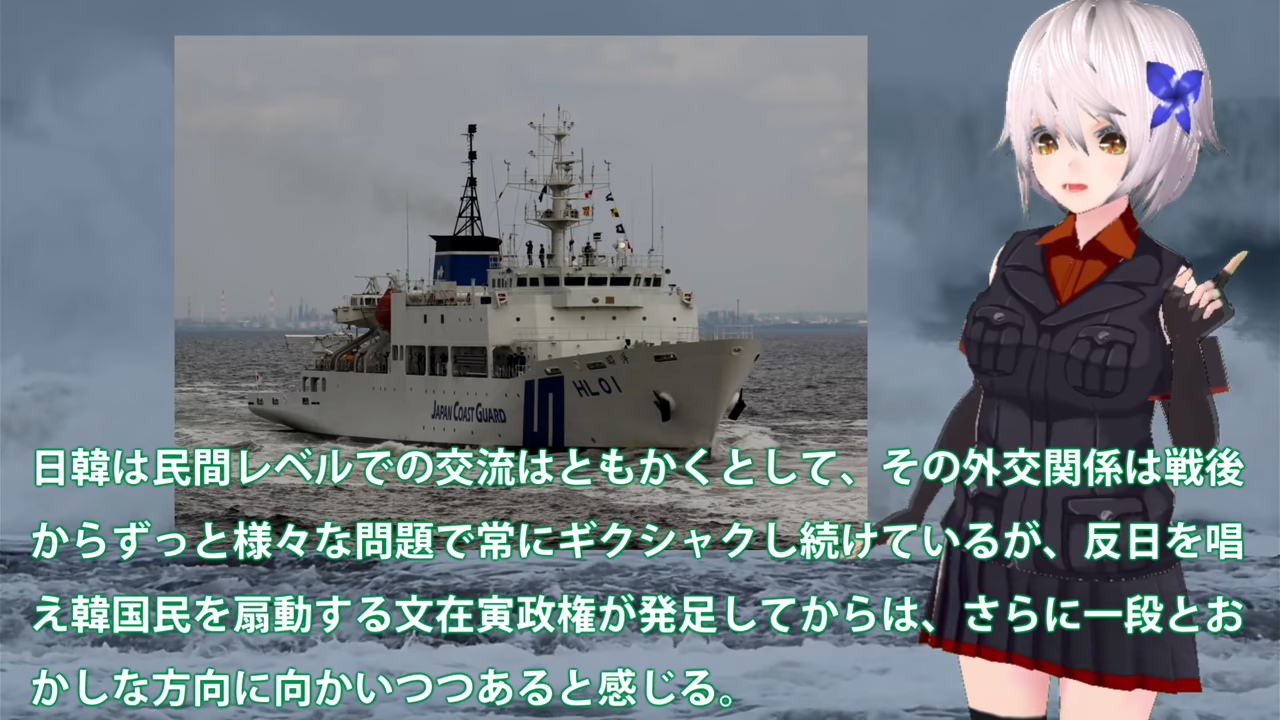 HL01
JAPAN COAST GUARD
日韓は民間レベルでの交流はともかくとして、その外交関係は戦後
からずっと様々な問題で常にギクシャクし続けているが、反日を唱
え韓国民を扇動する文在寅政権が発足してからは、さらに一段とお
かしな方向に向かいつつあると感じる。